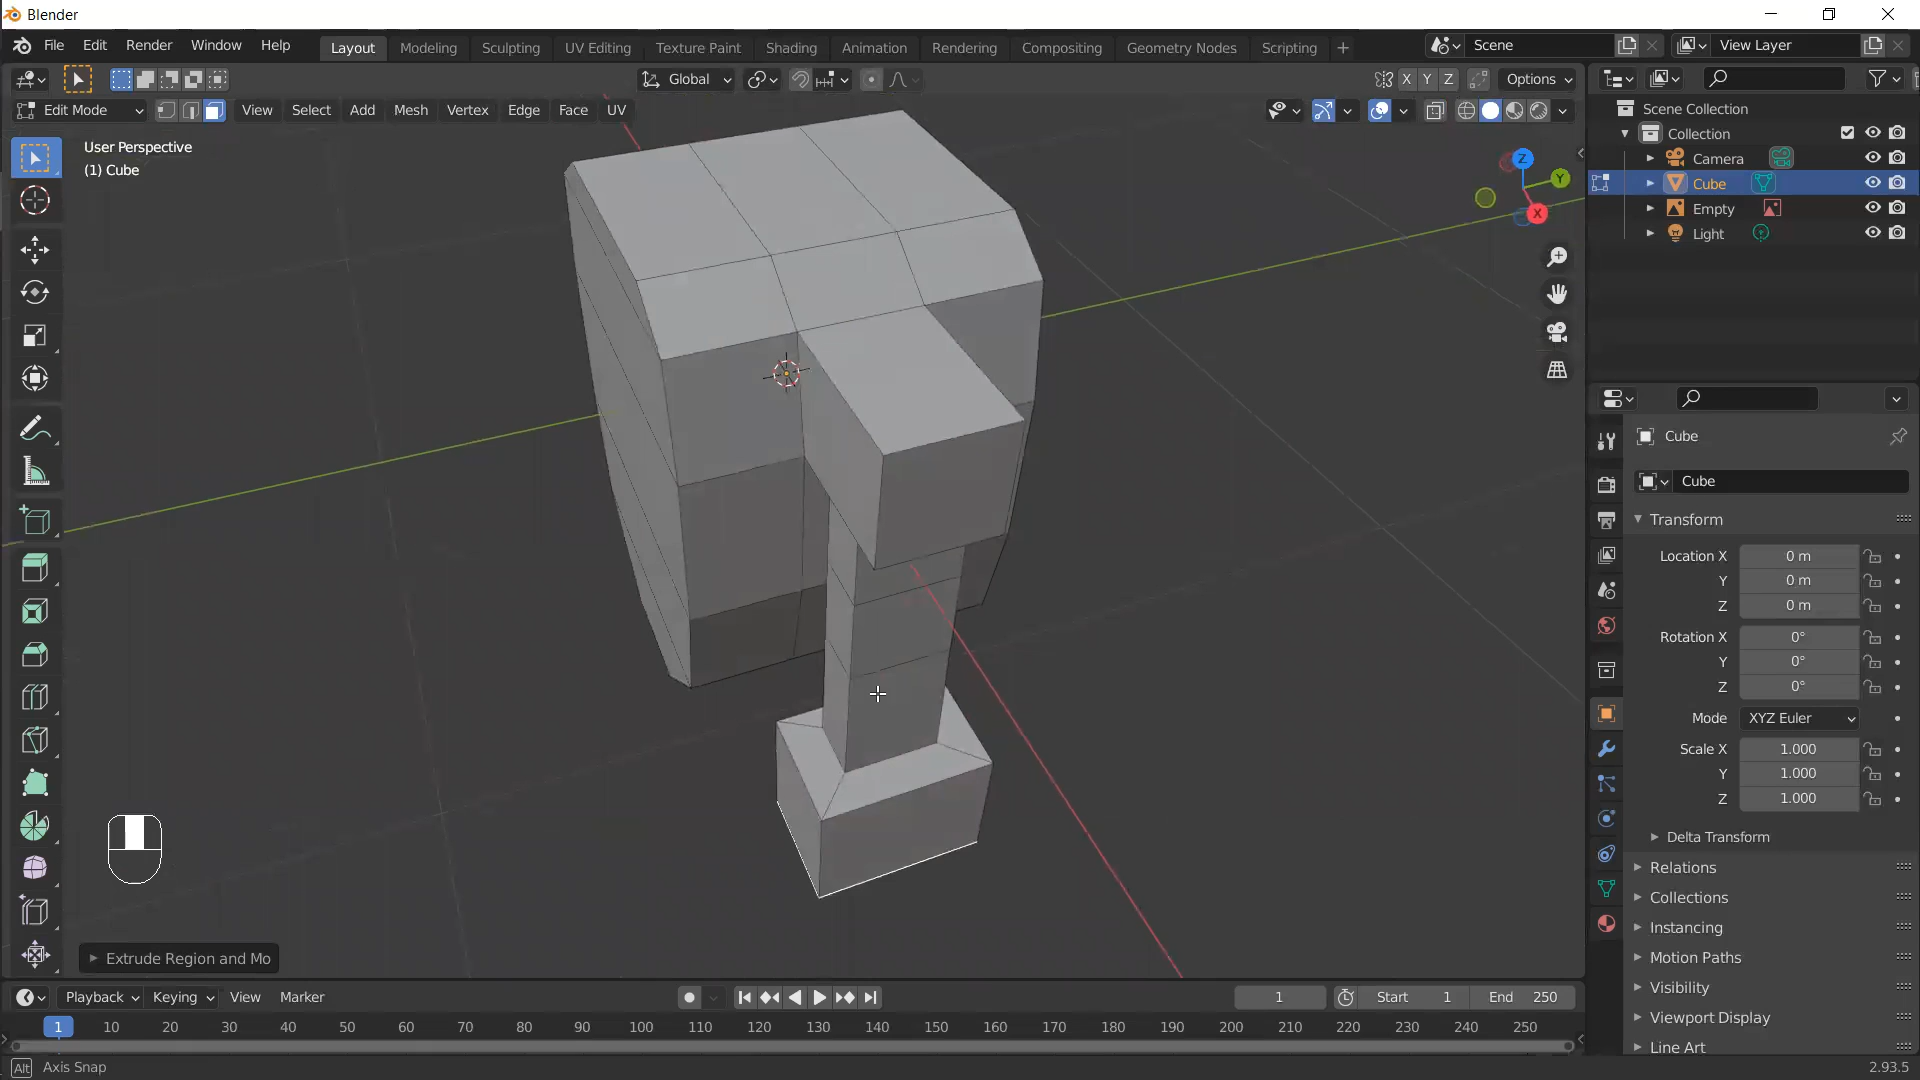 Blender
File Edit Render Window Help Layout Modeling Sculpting UV Editing Texture Paint Shading Animation Rendering Compositing Geometry Nodes Scripting + Scene View Layer
Global X Y Z Options
Edit Mode View Select Add Mesh Vertex Edge Face UV
User Perspective
(1) Cube
Z
Y
X
Scene Collection
Collection
Camera
Cube
Empty
Light
Cube
Cube
Transform
Location X 0 m
Y 0 m
Z 0 m
Rotation X 0°
Y 0°
Z 0°
Mode XYZ Euler
Scale X 1.000
Y 1.000
Z 1.000
Delta Transform
Relations
Collections
Instancing
Motion Paths
Visibility
Viewport Display
Line Art
Extrude Region and Mo
Playback Keying View Marker 1 Start 1 End 250
1 10 20 30 40 50 60 70 80 90 100 110 120 130 140 150 160 170 180 190 200 210 220 230 240 250
Alt Axis Snap 2.93.5